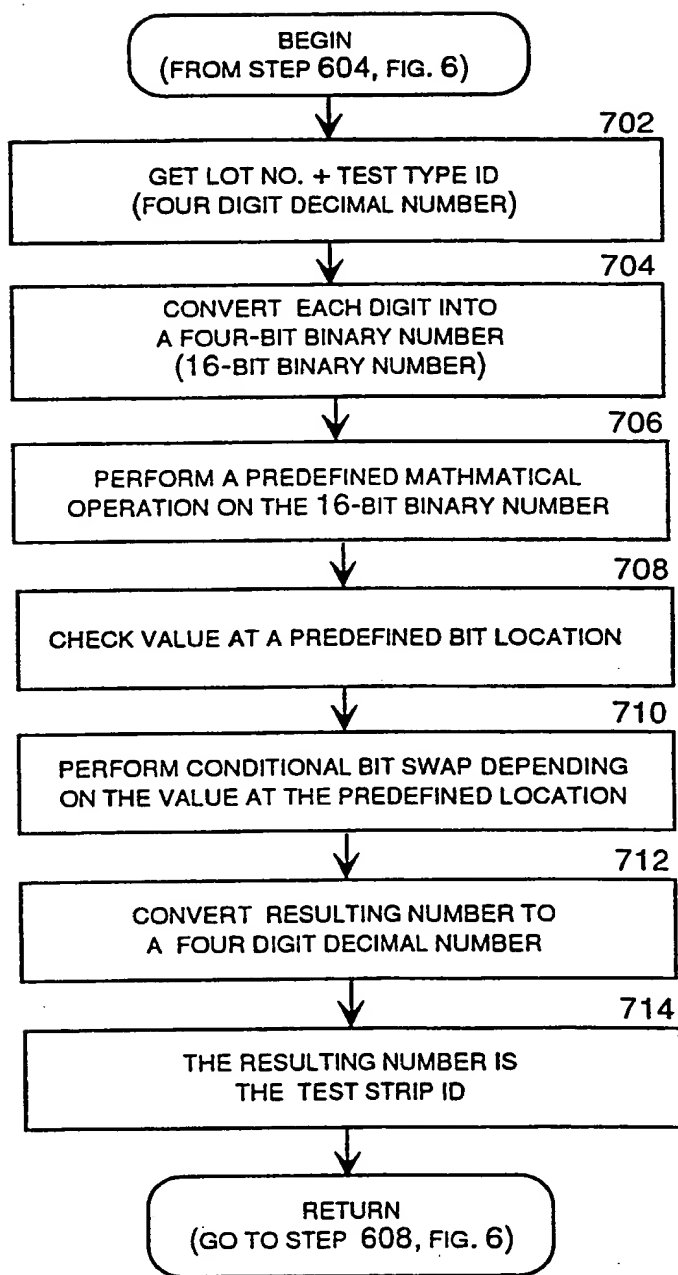 BEGIN
(FROM STEP 604, FIG. 6)
702
GET LOT NO. + TEST TYPE ID
(FOUR DIGIT DECIMAL NUMBER)
704
CONVERT EACH DIGIT INTO
A FOUR-BIT BINARY NUMBER
(16-BIT BINARY NUMBER)
706
PERFORM A PREDEFINED MATHMATICAL
OPERATION ON THE 16-BIT BINARY NUMBER
708
CHECK VALUE AT A PREDEFINED BIT LOCATION
710
PERFORM CONDITIONAL BIT SWAP DEPENDING
ON THE VALUE AT THE PREDEFINED LOCATION
712
CONVERT RESULTING NUMBER TO
A FOUR DIGIT DECIMAL NUMBER
714
THE RESULTING NUMBER IS
THE TEST STRIP ID
RETURN
(GO TO STEP 608, FIG. 6)